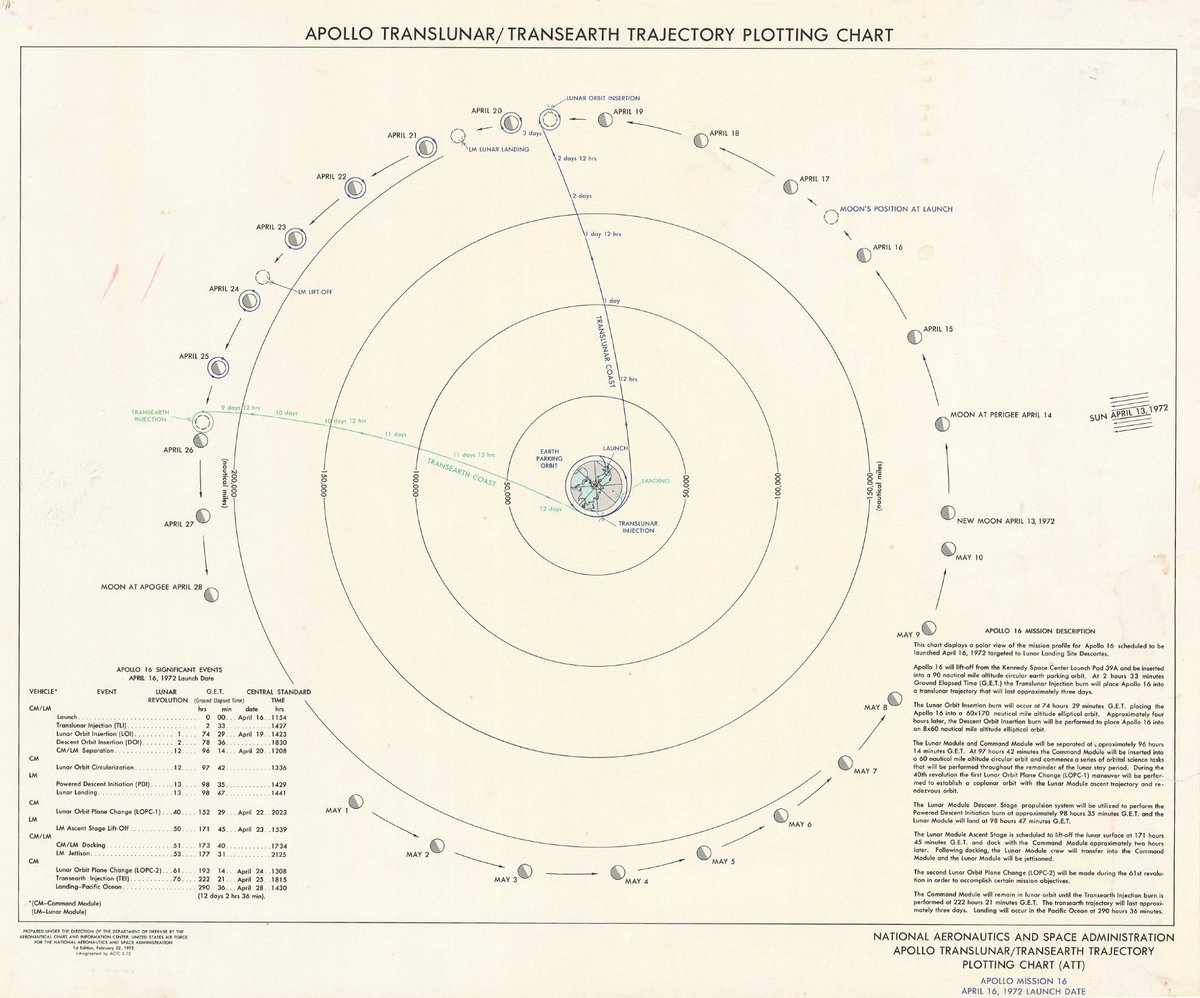 APOLLO TRANSLUNAR/TRANSEARTH TRAJECTORY PLOTTING CHART
LUNAR ORBIT INSERTION
APRIL 20
APRIL 19
3 days
APRIL 21
APRIL 18
LM LUNAR LANDING
2 days 12 hrs
APRIL 22
APRIL 17
2 days
MOON'S POSITION AT LAUNCH
APRIL 23
1 day 12 hrs
APRIL 16
APRIL 24
LM LIFT-OFF
1 day
APRIL 15
TRANSLUNAR COAST
APRIL 25
12 hrs
TRANSEARTH
INJECTION
9 days 12 hrs
10 days
10 days 12 hrs
11 days
11 days 12 hrs
TRANSEARTH COAST
12 days
MOON AT PERIGEE APRIL 14
SUN APRIL 13, 1972
APRIL 26
EARTH
PARKING
ORBIT
LAUNCH
LANDING
TRANSLUNAR
INJECTION
(nautical miles)
200,000
150,000
100,000
50,000
50,000
100,000
150,000
(nautical miles)
APRIL 27
NEW MOON APRIL 13, 1972
MAY 10
MOON AT APOGEE APRIL 28
MAY 9
MAY 8
MAY 7
MAY 6
MAY 5
MAY 4
MAY 3
MAY 2
MAY 1
APOLLO 16 SIGNIFICANT EVENTS
APRIL 16, 1972 Launch Date
VEHICLE* EVENT LUNAR REVOLUTION G.E.T. (Ground Elapsed Time) CENTRAL STANDARD TIME
hrs min date hrs
CM/LM
Launch 0 00 April 16 1154
Translunar Injection (TLI) 2 33 1427
Lunar Orbit Insertion (LOI) 1 74 29 April 19 1423
Descent Orbit Insertion (DOI) 2 78 36 1830
CM/LM Separation 12 96 14 April 20 1208
CM
Lunar Orbit Circularization 12 97 42 1336
LM
Powered Descent Initiation (PDI) 13 98 35 1429
Lunar Landing 13 98 47 1441
CM
Lunar Orbit Plane Change (LOPC-1) 40 152 29 April 22 2023
LM
LM Ascent Stage Lift-Off 50 171 45 April 23 1539
CM/LM
CM/LM Docking 51 173 40 1734
LM Jettison 53 177 31 2125
CM
Lunar Orbit Plane Change (LOPC-2) 61 193 14 April 24 1308
Transearth Injection (TEI) 76 222 21 April 25 1815
Landing-Pacific Ocean 290 36 April 28 1430
(12 days 2 hrs 36 min)
*(CM-Command Module)
(LM-Lunar Module)
APOLLO 16 MISSION DESCRIPTION
This chart displays a polar view of the mission profile for Apollo 16 scheduled to be
launched April 16, 1972 targeted to Lunar Landing Site Descartes.
Apollo 16 will lift-off from the Kennedy Space Center Launch Pad 39A and be inserted
into a 90 nautical mile altitude circular earth parking orbit. At 2 hours 33 minutes
Ground Elapsed Time (G.E.T.) the Translunar Injection burn will place Apollo 16 into
a translunar trajectory that will last approximately three days.
The Lunar Orbit Insertion burn will occur at 74 hours 29 minutes G.E.T. placing the
Apollo 16 into a 60x170 nautical mile altitude elliptical orbit. Approximately four
hours later, the Descent Orbit Insertion burn will be performed to place Apollo 16 into
an 8x60 nautical mile altitude elliptical orbit.
The Lunar Module and Command Module will be separated at approximately 96 hours
14 minutes G.E.T. At 97 hours 42 minutes the Command Module will be inserted into
a 60 nautical mile altitude circular orbit and commence a series of orbital science tasks
that will be performed throughout the remainder of the lunar stay period. During the
40th revolution the first Lunar Orbit Plane Change (LOPC-1) maneuver will be perfor-
med to establish a coplanar orbit with the Lunar Module ascent trajectory and re-
ndezvous orbit.
The Lunar Module Descent Stage propulsion system will be utilized to perform the
Powered Descent Initiation burn at approximately 98 hours 35 minutes G.E.T. and the
Lunar Module will land at 98 hours 47 minutes G.E.T.
The Lunar Module Ascent Stage is scheduled to lift-off the lunar surface at 171 hours
45 minutes G.E.T. and dock with the Command Module approximately two hours
later. Following docking, the Lunar Module crew will transfer into the Command
Module and the Lunar Module will be jettisoned.
The second Lunar Orbit Plane Change (LOPC-2) will be made during the 61st revolu-
tion in order to accomplish certain mission objectives.
The Command Module will remain in lunar orbit until the Transearth Injection burn is
performed at 222 hours 21 minutes G.E.T. The transearth trajectory will last approxi-
mately three days. Landing will occur in the Pacific Ocean at 290 hours 36 minutes.
PREPARED UNDER THE DIRECTION OF THE DEPARTMENT OF DEFENSE BY THE
AERONAUTICAL CHART AND INFORMATION CENTER, UNITED STATES AIR FORCE
FOR THE NATIONAL AERONAUTICS AND SPACE ADMINISTRATION
1st Edition, February 22, 1972
Lithographed by ACIC 2-72
NATIONAL AERONAUTICS AND SPACE ADMINISTRATION
APOLLO TRANSLUNAR/TRANSEARTH TRAJECTORY
PLOTTING CHART (ATT)
APOLLO MISSION 16
APRIL 16, 1972 LAUNCH DATE